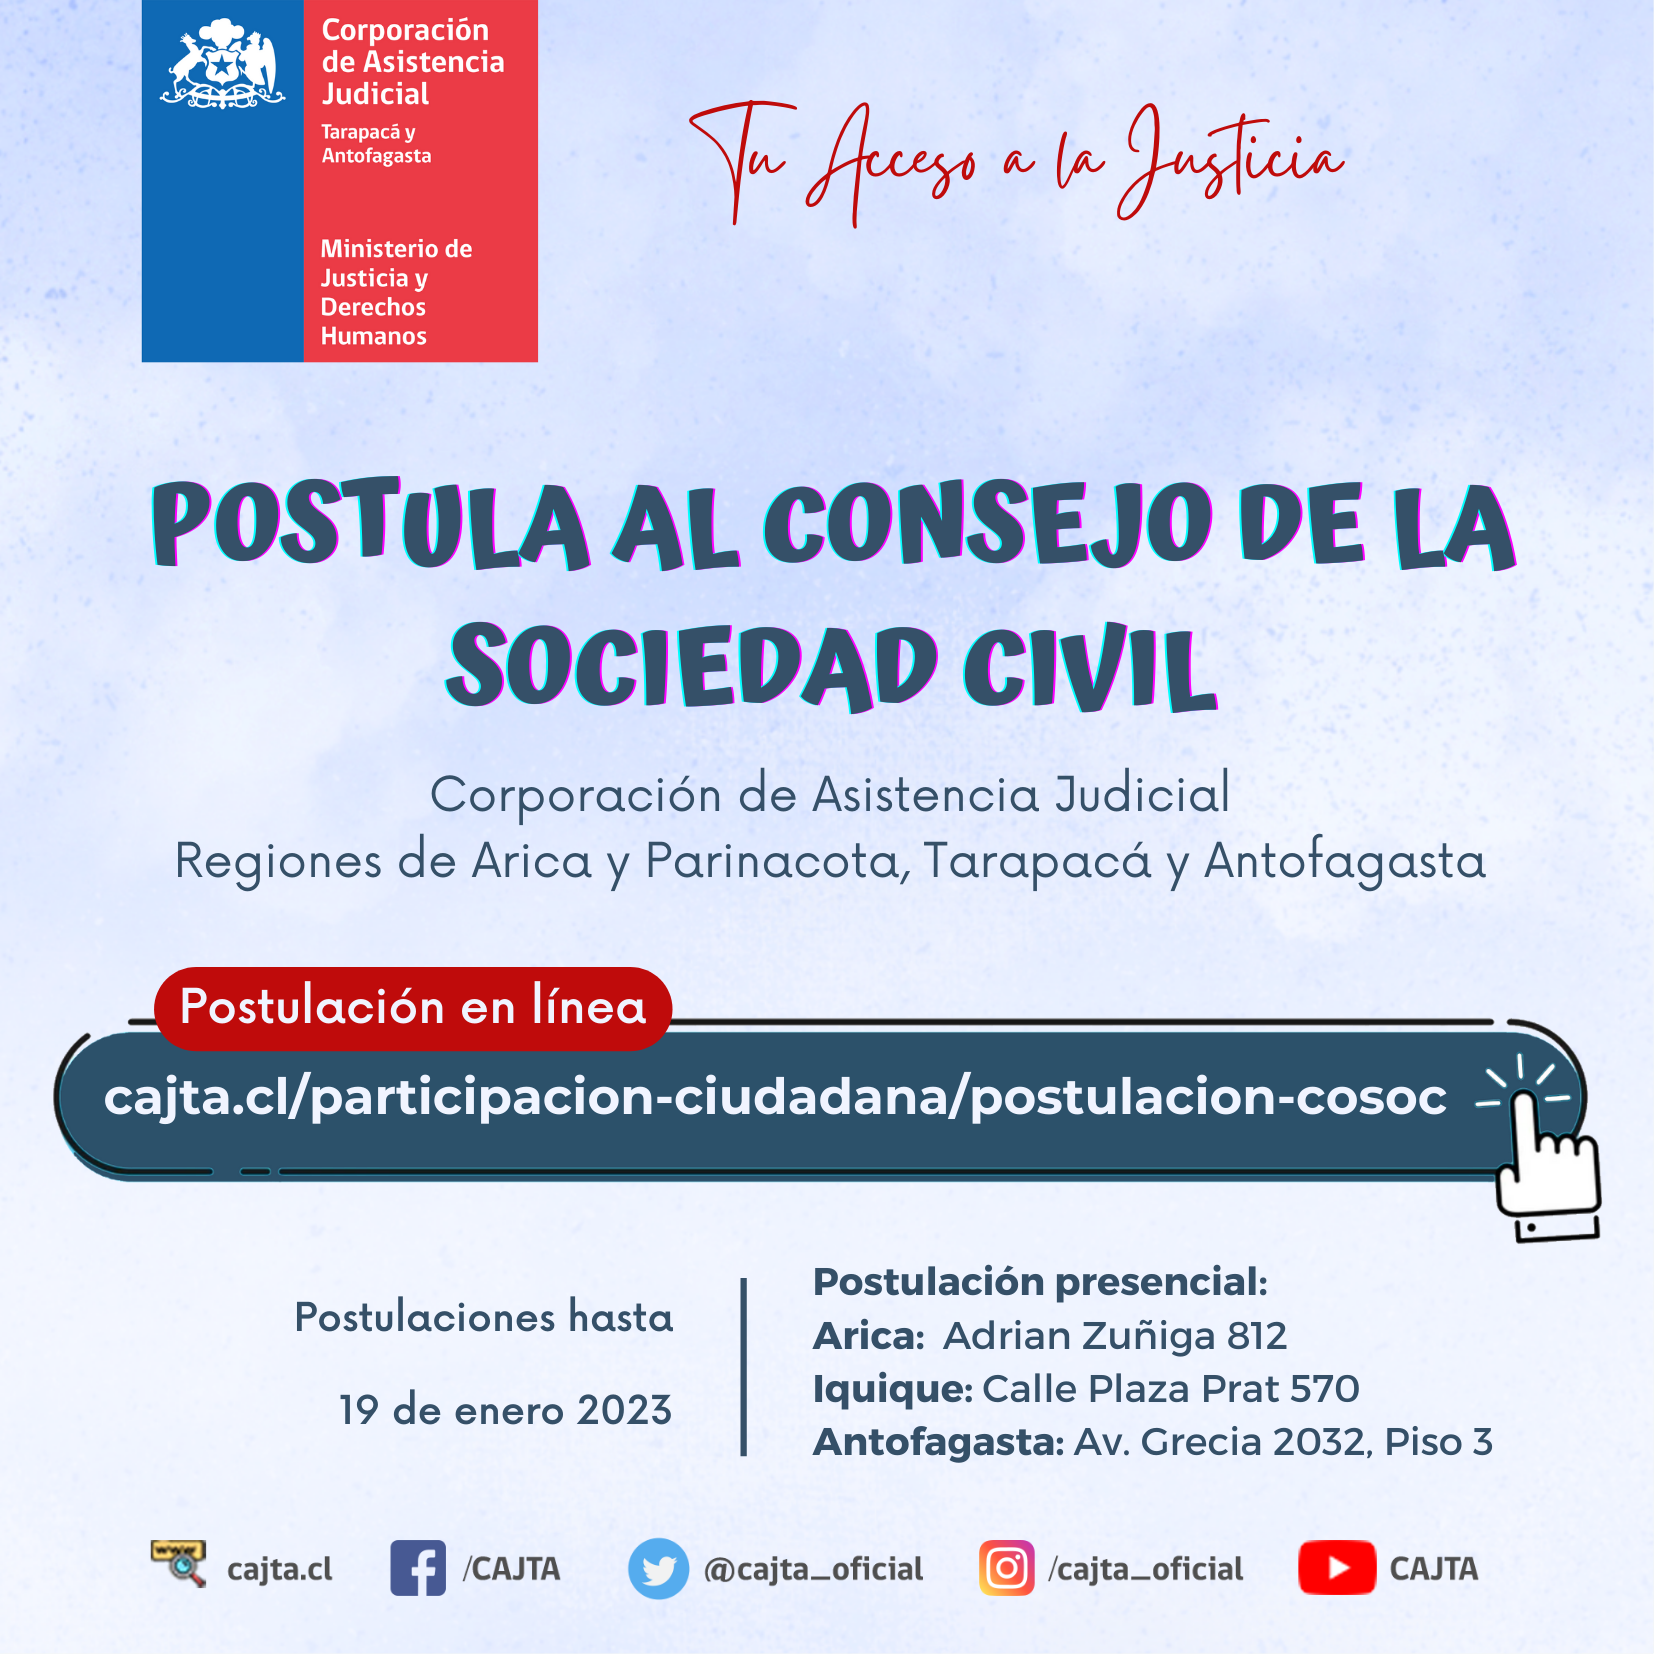 Corporación
de Asistencia
Judicial
Tarapacá y
Antofagasta
Ministerio de
Justicia y
Derechos
Humanos
Tu Acceso a la Justicia
POSTULA AL CONSEJO DE LA
SOCIEDAD CIVIL
Corporación de Asistencia Judicial
Regiones de Arica y Parinacota, Tarapacá y Antofagasta
Postulación en línea
cajta.cl/participacion-ciudadana/postulacion-cosoc
Postulaciones hasta
19 de enero 2023
Postulación presencial:
Arica: Adrian Zuñiga 812
Iquique: Calle Plaza Prat 570
Antofagasta: Av. Grecia 2032, Piso 3
www
cajta.cl
/CAJTA
@cajta_oficial
/cajta_oficial
CAJTA